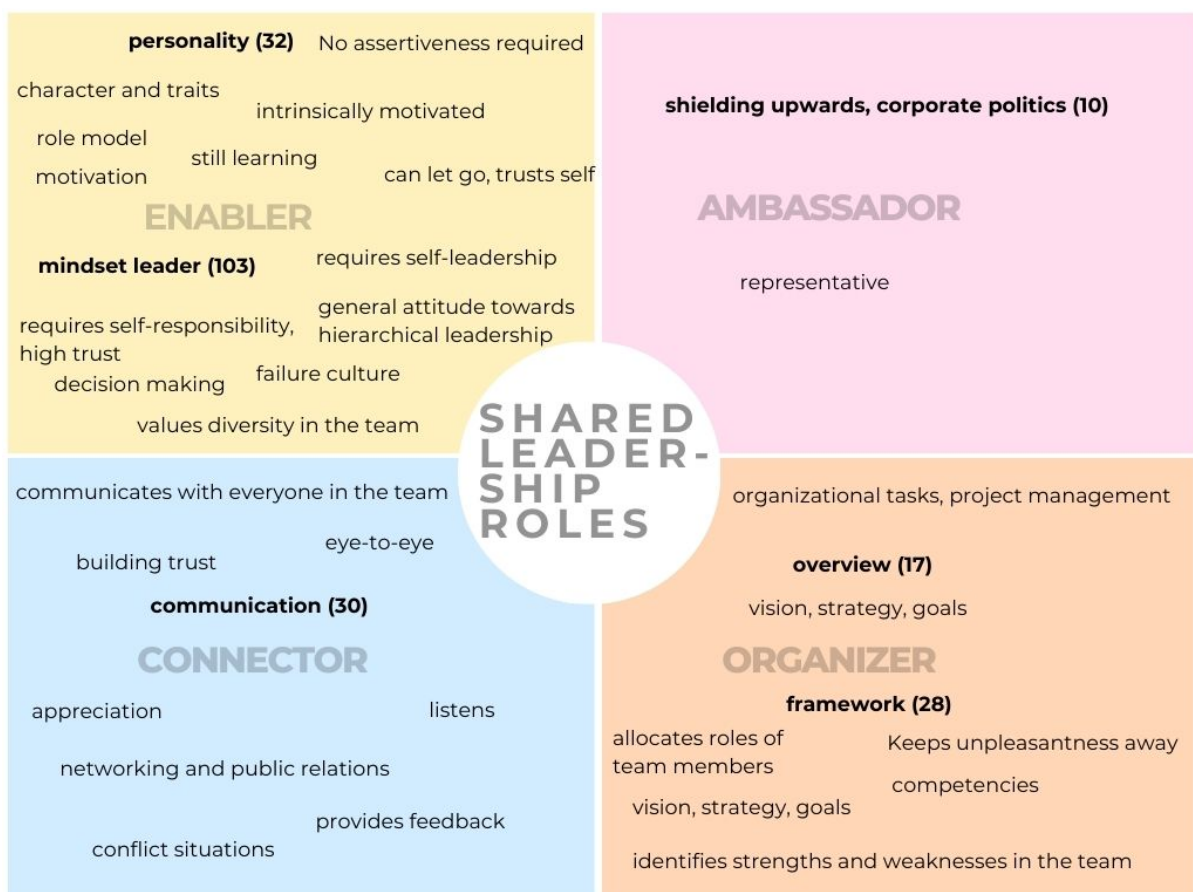 personality (32)
No assertiveness required
character and traits
intrinsically motivated
role model
still learning
motivation
can let go, trusts self
ENABLER
mindset leader (103)
requires self-leadership
general attitude towards
hierarchical leadership
requires self-responsibility,
high trust
failure culture
decision making
values diversity in the team
shielding upwards, corporate politics (10)
AMBASSADOR
representative
SHARED
LEADER-
SHIP
ROLES
communicates with everyone in the team
eye-to-eye
building trust
communication (30)
CONNECTOR
appreciation
listens
networking and public relations
provides feedback
conflict situations
organizational tasks, project management
overview (17)
vision, strategy, goals
ORGANIZER
framework (28)
allocates roles of
team members
Keeps unpleasantness away
competencies
vision, strategy, goals
identifies strengths and weaknesses in the team